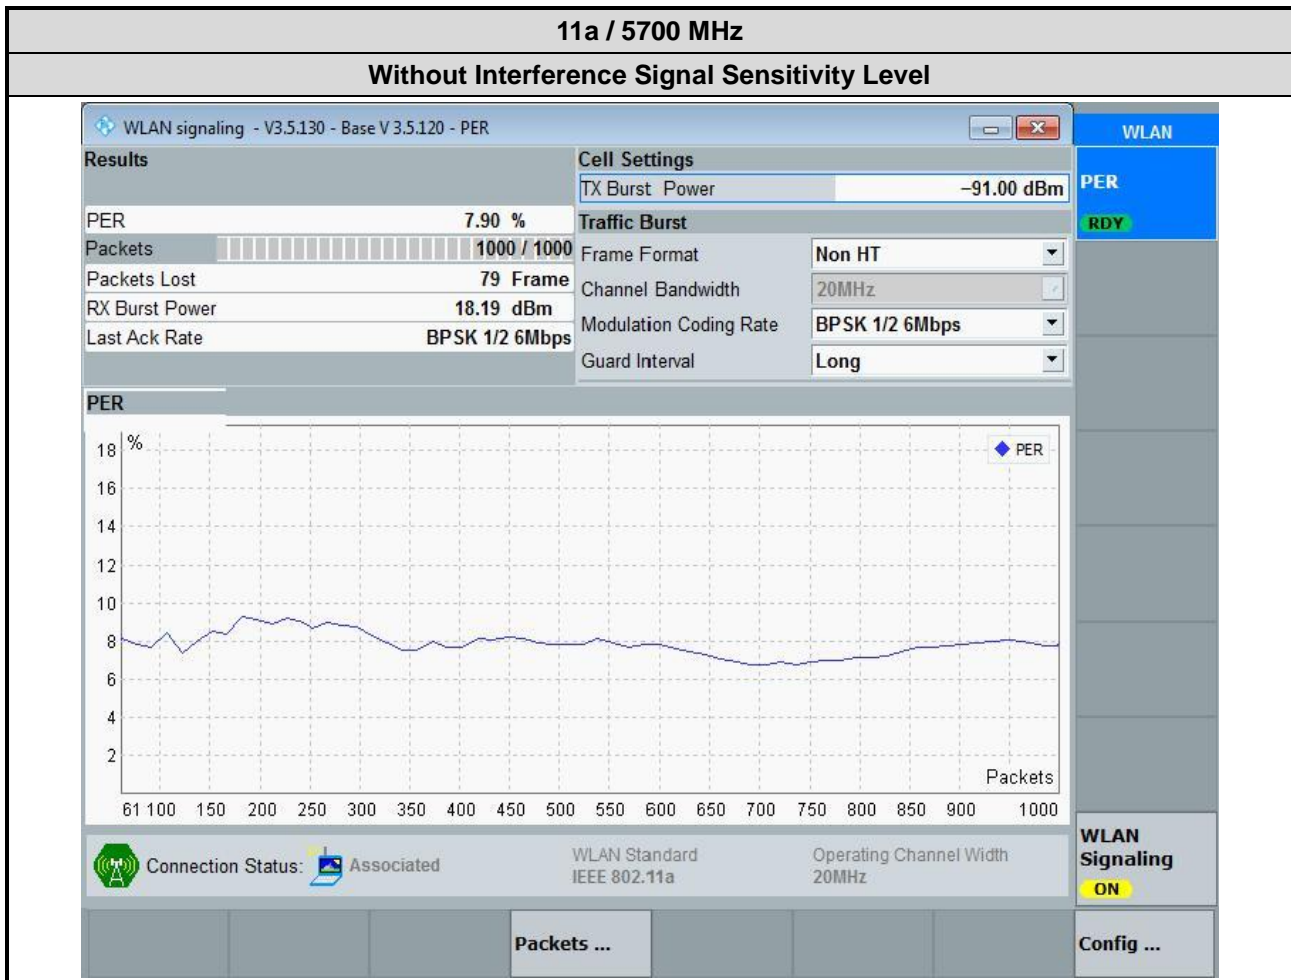 11a / 5700 MHz
Without Interference Signal Sensitivity Level
WLAN signaling - V3.5.130 - Base V 3.5.120 - PER
WLAN
Results
Cell Settings
TX Burst Power −91.00 dBm
PER
RDY
PER 7.90 %
Traffic Burst
Packets 1000 / 1000
Frame Format Non HT
Packets Lost 79 Frame
Channel Bandwidth 20MHz
RX Burst Power 18.19 dBm
Modulation Coding Rate BPSK 1/2 6Mbps
Last Ack Rate BPSK 1/2 6Mbps
Guard Interval Long
PER
%
PER
18
16
14
12
10
8
6
4
2
Packets
61 100 150 200 250 300 350 400 450 500 550 600 650 700 750 800 850 900 1000
Connection Status: Associated
WLAN Standard
IEEE 802.11a
Operating Channel Width
20MHz
WLAN
Signaling
ON
Packets ...
Config ...